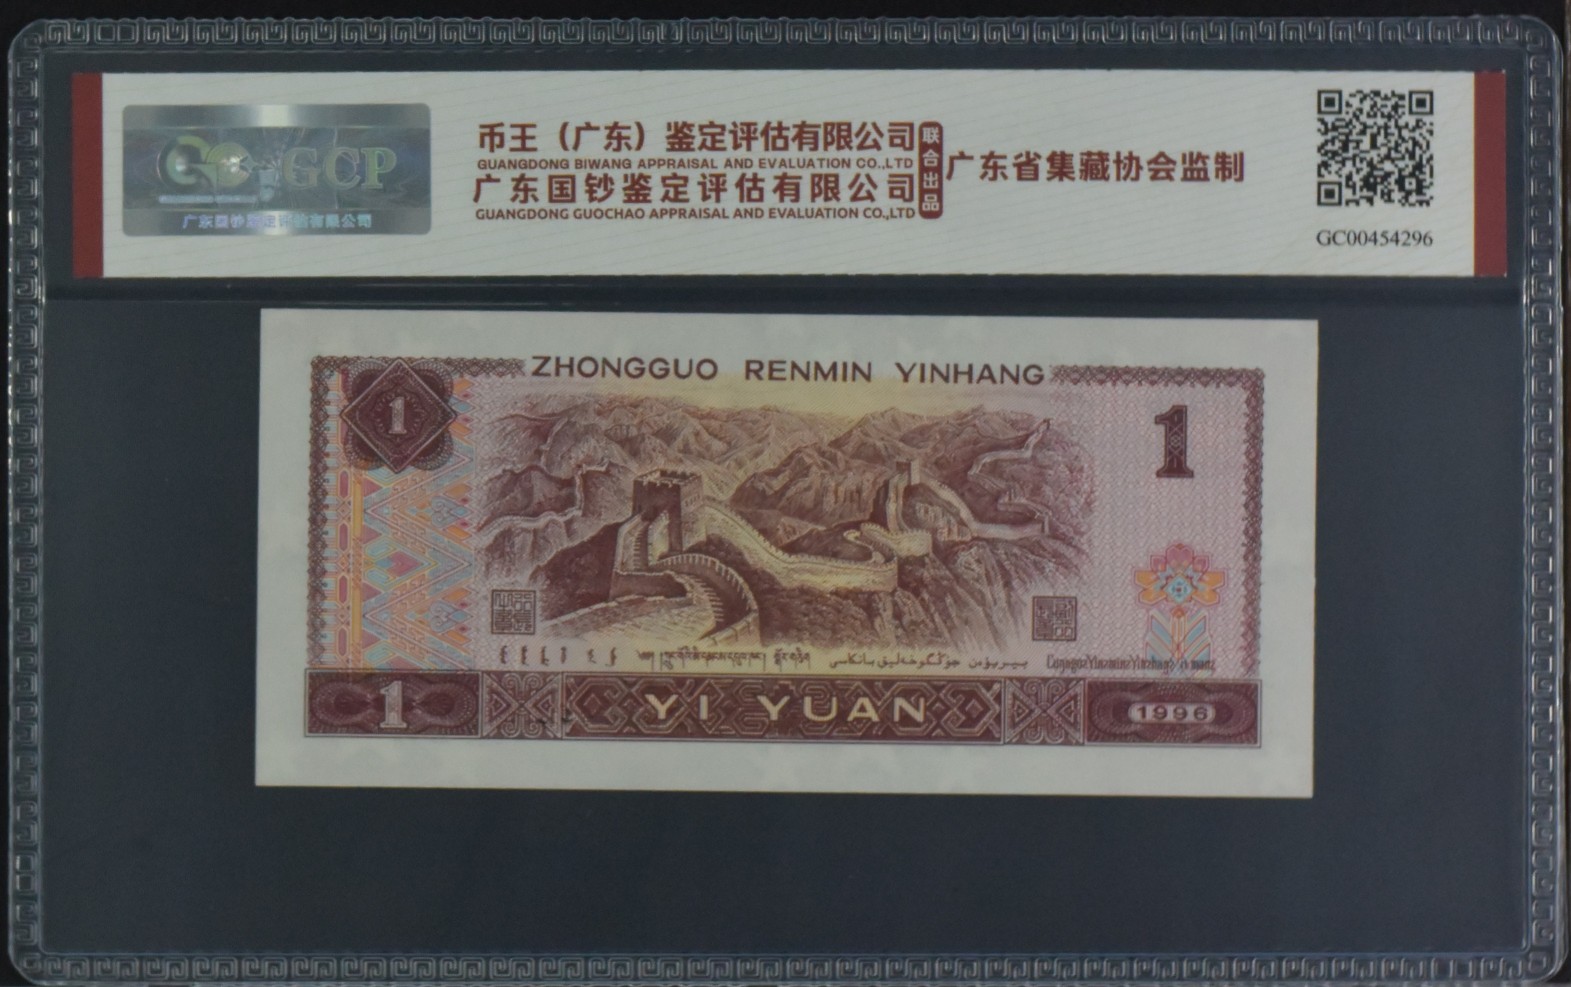 GCP
广东国钞鉴定评估有限公司
币王（广东）鉴定评估有限公司
GUANGDONG BIWANG APPRAISAL AND EVALUATION CO.,LTD
广东国钞鉴定评估有限公司
GUANGDONG GUOCHAO APPRAISAL AND EVALUATION CO.,LTD
联合出品
广东省集藏协会监制
GC00454296
ZHONGGUO RENMIN YINHANG
1
1
1
YI YUAN
1996